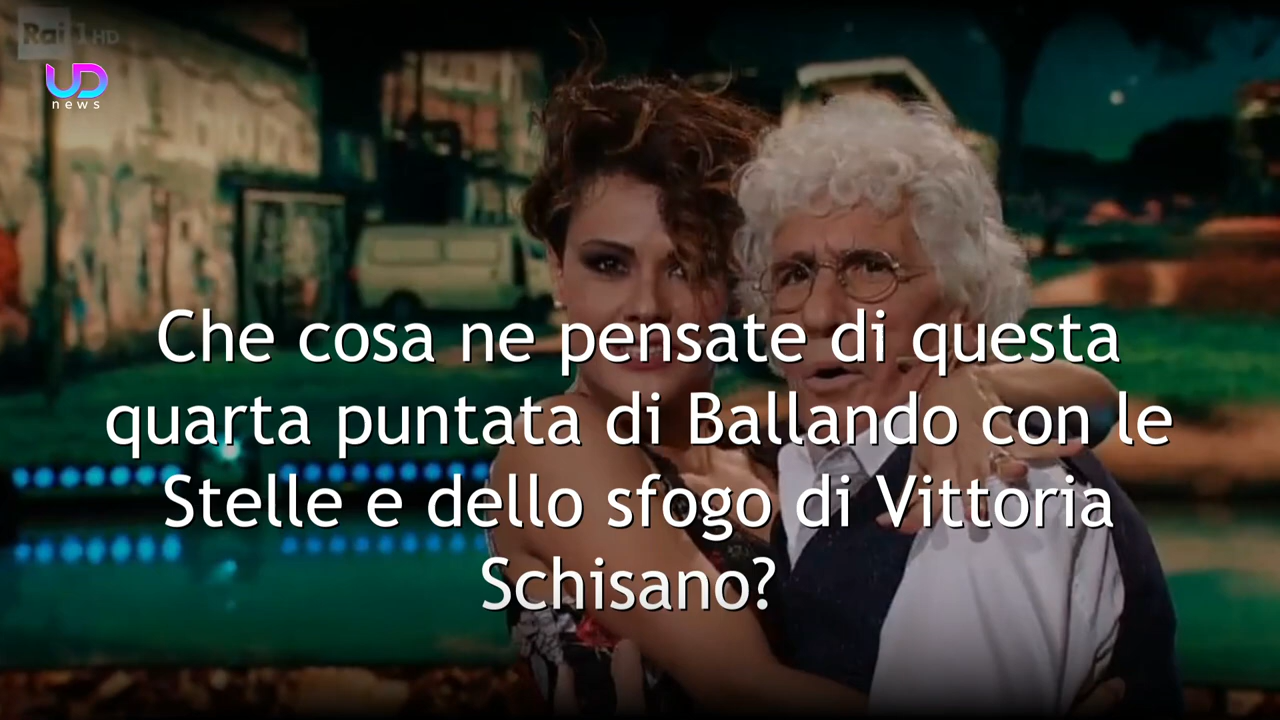 Rai 1 HD
UD
news
Che cosa ne pensate di questa
quarta puntata di Ballando con le
Stelle e dello sfogo di Vittoria
Schisano?